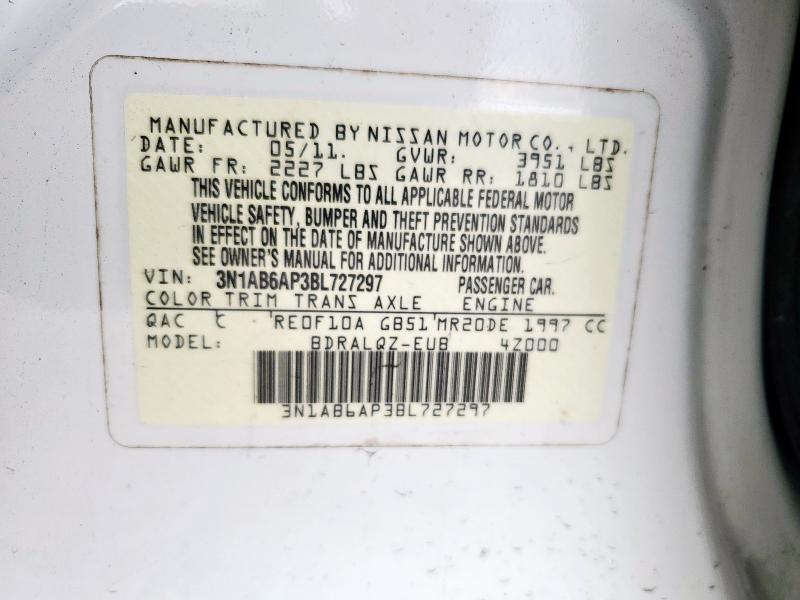 MANUFACTURED BY NISSAN MOTOR CO., LTD.
DATE: 05/11. GVWR: 3951 LBS
GAWR FR: 2227 LBS GAWR RR: 1810 LBS
THIS VEHICLE CONFORMS TO ALL APPLICABLE FEDERAL MOTOR
VEHICLE SAFETY, BUMPER AND THEFT PREVENTION STANDARDS
IN EFFECT ON THE DATE OF MANUFACTURE SHOWN ABOVE.
SEE OWNER'S MANUAL FOR ADDITIONAL INFORMATION.
VIN: 3N1AB6AP3BL727297 PASSENGER CAR.
COLOR TRIM TRANS AXLE ENGINE
QAC C RE0F10A GB51 MR20DE 1997 CC
MODEL: BDRALQZ-EUB 4Z000
3N1AB6AP3BL727297